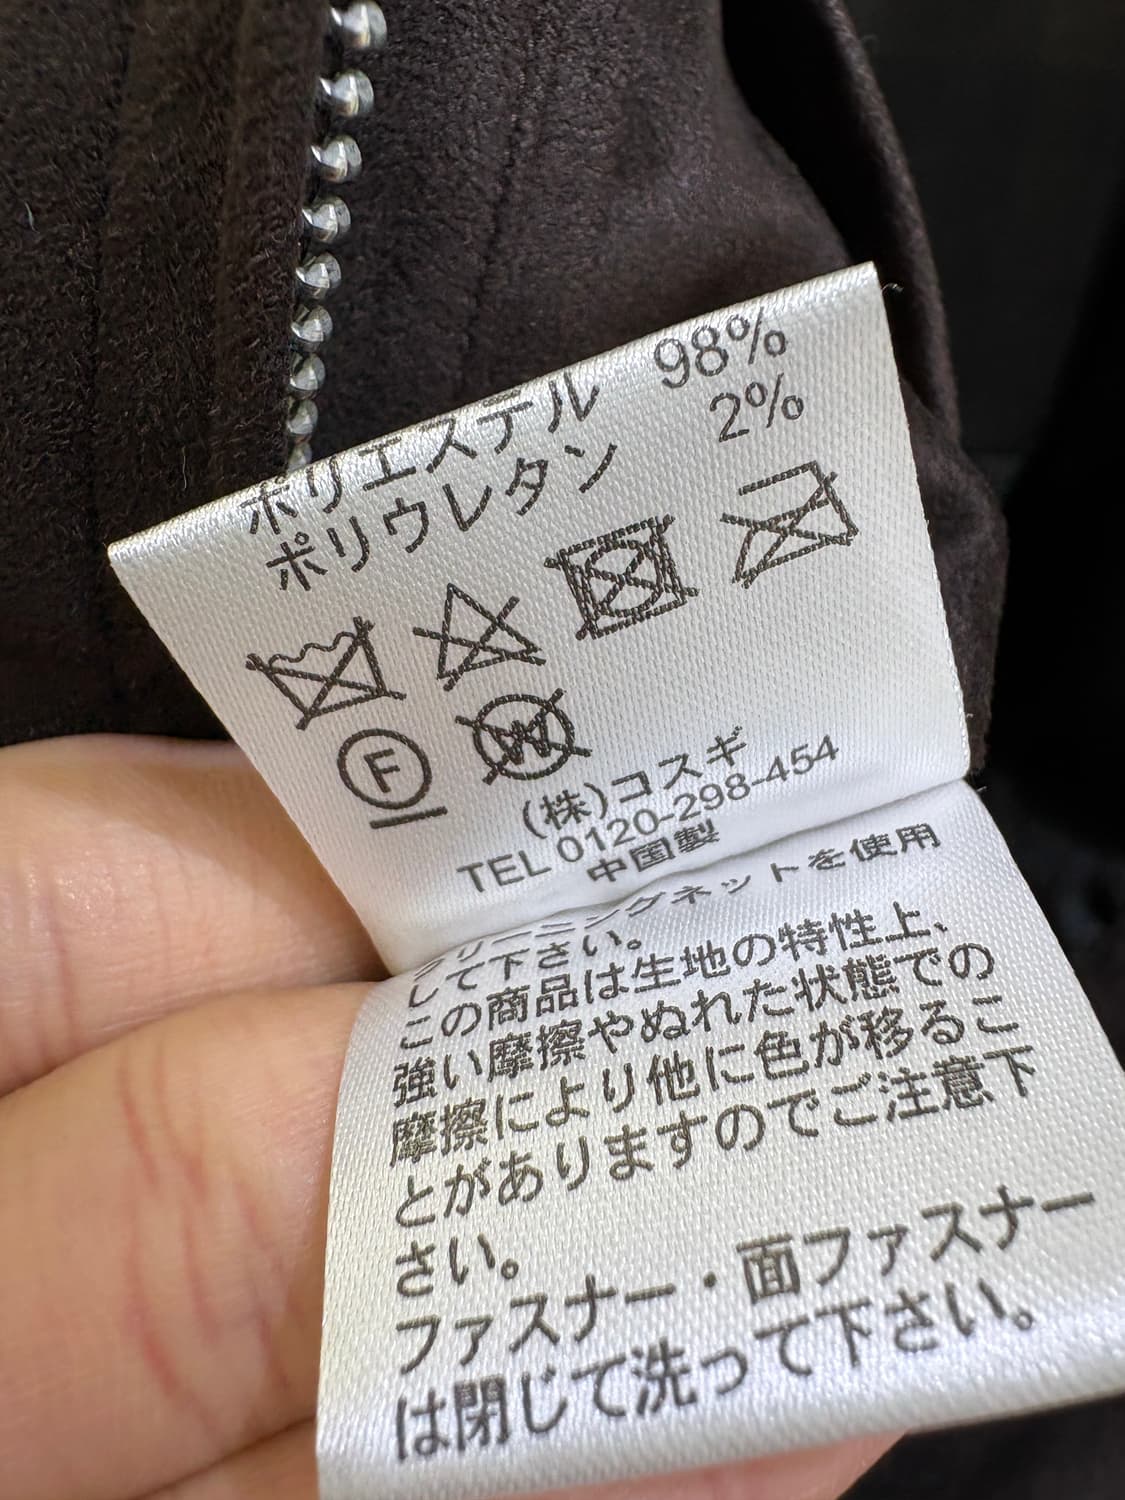 ポリエステル 98%
ポリウレタン 2%
F W
(株)コスギ
TEL 0120-298-454
中国製
クリーニングネットを使用
して下さい。
この商品は生地の特性上、
強い摩擦やぬれた状態での
摩擦により他に色が移るこ
とがありますのでご注意下
さい。
ファスナー・面ファスナー
は閉じて洗って下さい。